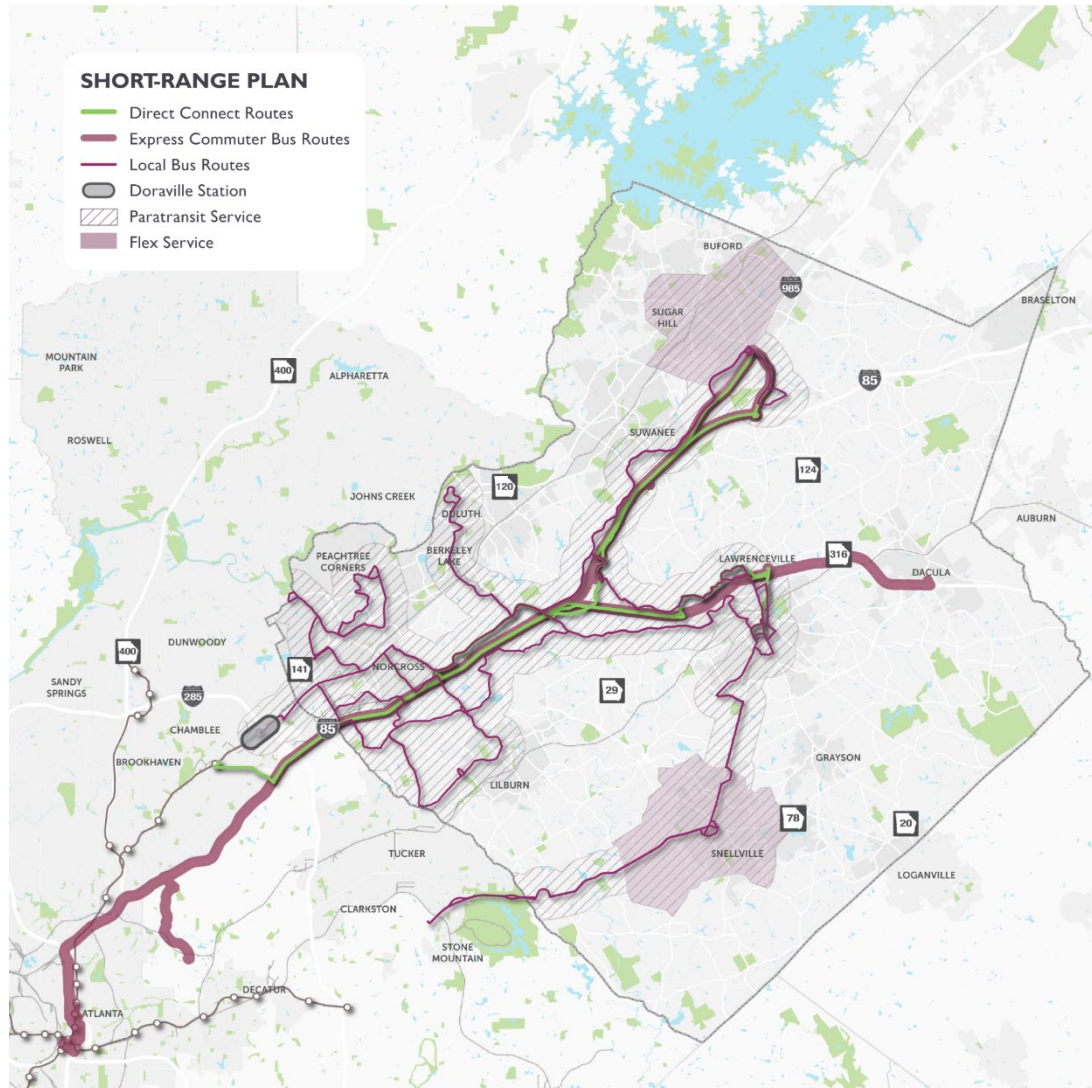 SHORT-RANGE PLAN
Direct Connect Routes
Express Commuter Bus Routes
Local Bus Routes
Doraville Station
Paratransit Service
Flex Service
BUFORD
985
BRASELTON
SUGAR
HILL
MOUNTAIN
PARK
400
ALPHARETTA
85
ROSWELL
SUWANEE
124
120
JOHNS CREEK
DULUTH
AUBURN
PEACHTREE
CORNERS
BERKELEY
LAKE
LAWRENCEVILLE
316
DACULA
DUNWOODY
400
141
NORCROSS
SANDY
SPRINGS
285
29
CHAMBLEE
85
BROOKHAVEN
GRAYSON
LILBURN
78
20
TUCKER
SNELLVILLE
LOGANVILLE
CLARKSTON
STONE
MOUNTAIN
DECATUR
ATLANTA